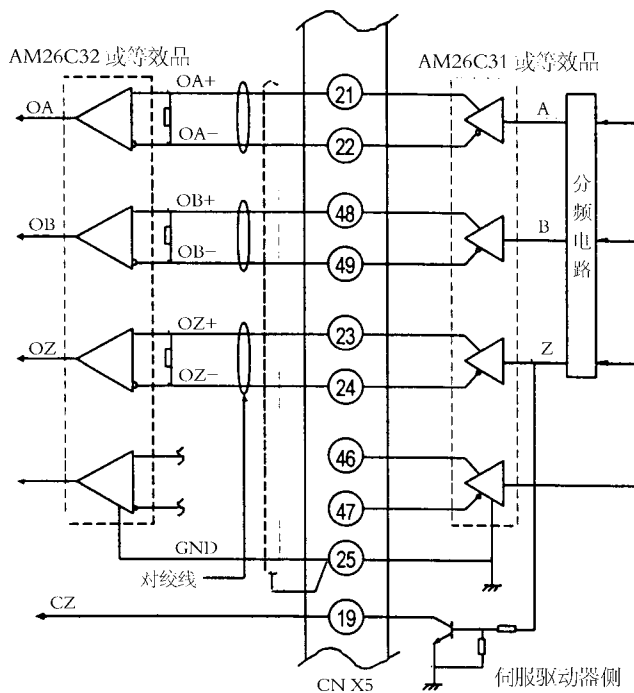 AM26C32 或等效品
AM26C31 或等效品
OA
OA+
OA−
21
22
A
OB
OB+
OB−
48
49
B
分频电路
OZ
OZ+
OZ−
23
24
Z
46
47
GND
25
对绞线
CZ
19
CN X5
伺服驱动器侧